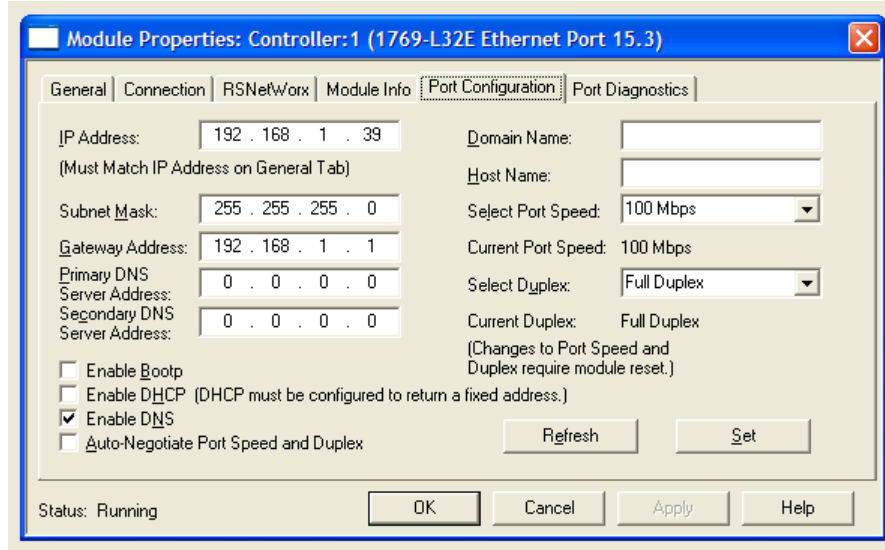 Module Properties: Controller:1 (1769-L32E Ethernet Port 15.3)
General Connection RSNetWorx Module Info Port Configuration Port Diagnostics
IP Address: 192 . 168 . 1 . 39
(Must Match IP Address on General Tab)
Subnet Mask: 255 . 255 . 255 . 0
Gateway Address: 192 . 168 . 1 . 1
Primary DNS
Server Address: 0 . 0 . 0 . 0
Secondary DNS
Server Address: 0 . 0 . 0 . 0
Domain Name:
Host Name:
Select Port Speed: 100 Mbps
Current Port Speed: 100 Mbps
Select Duplex: Full Duplex
Current Duplex: Full Duplex
(Changes to Port Speed and
Duplex require module reset.)
Enable Bootp
Enable DHCP (DHCP must be configured to return a fixed address.)
Enable DNS
Auto-Negotiate Port Speed and Duplex
Refresh Set
Status: Running
OK Cancel Apply Help